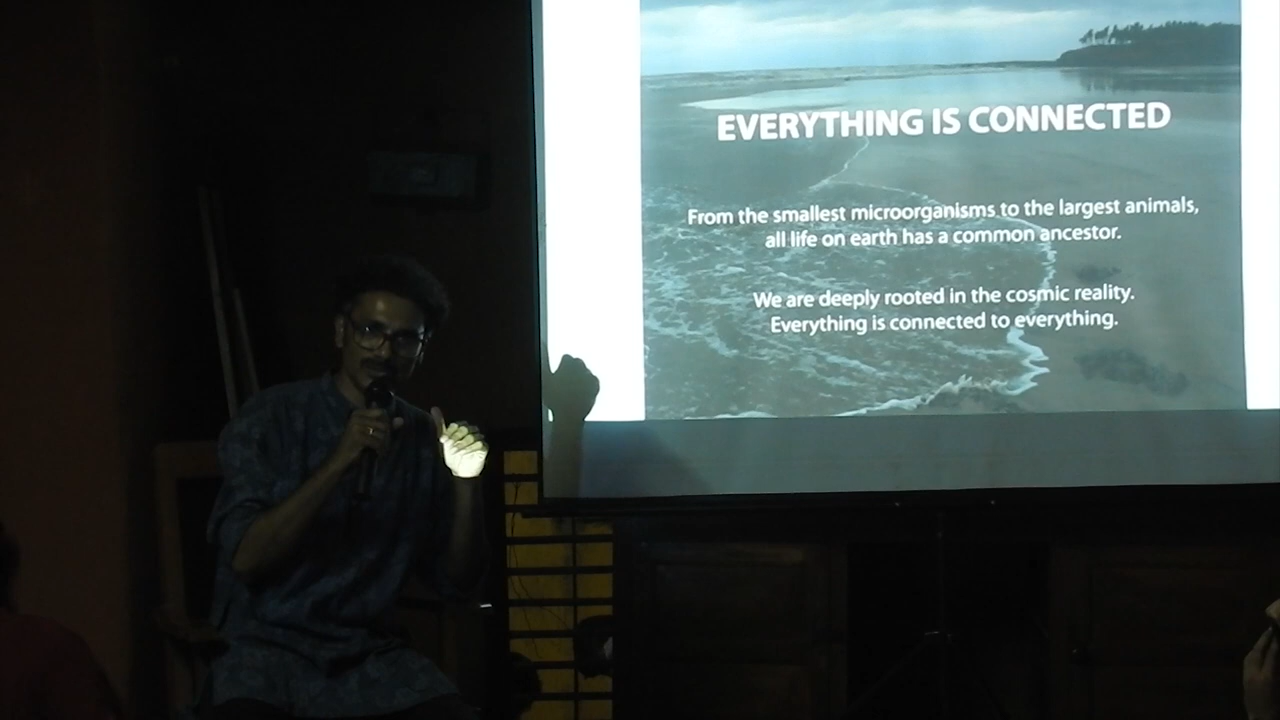 EVERYTHING IS CONNECTED
From the smallest microorganisms to the largest animals,
all life on earth has a common ancestor.
We are deeply rooted in the cosmic reality.
Everything is connected to everything.